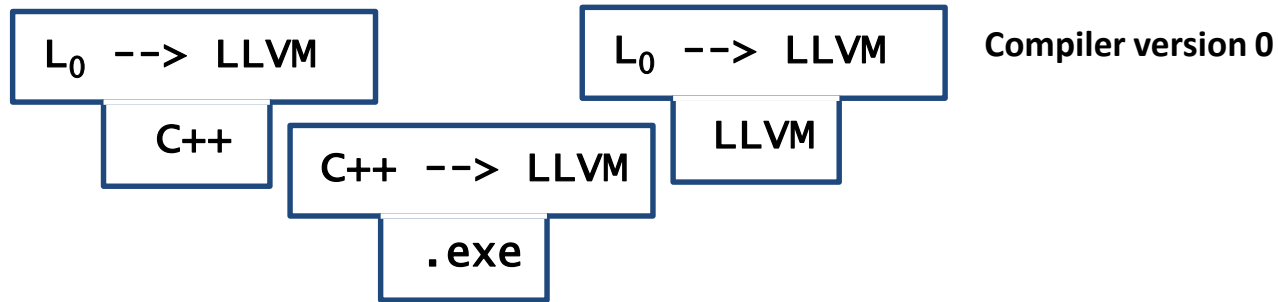 L₀ --> LLVM
C++
C++ --> LLVM
.exe
L₀ --> LLVM
LLVM
Compiler version 0